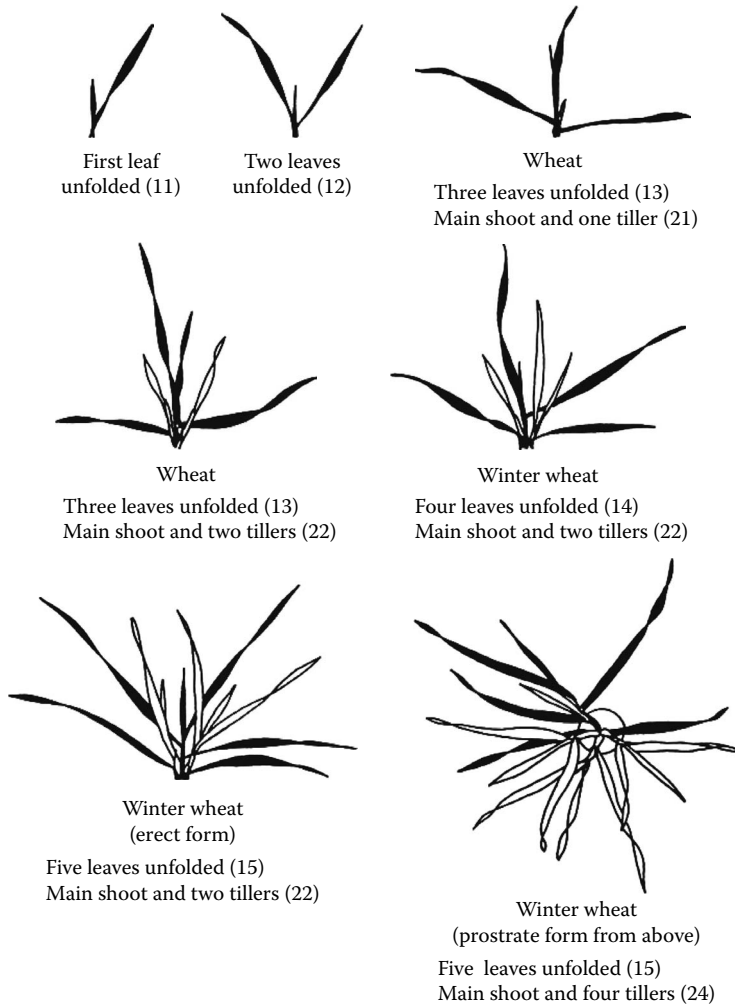 First leaf
unfolded (11)
Two leaves
unfolded (12)
Wheat
Three leaves unfolded (13)
Main shoot and one tiller (21)
Wheat
Three leaves unfolded (13)
Main shoot and two tillers (22)
Winter wheat
Four leaves unfolded (14)
Main shoot and two tillers (22)
Winter wheat
(erect form)
Five leaves unfolded (15)
Main shoot and two tillers (22)
Winter wheat
(prostrate form from above)
Five leaves unfolded (15)
Main shoot and four tillers (24)